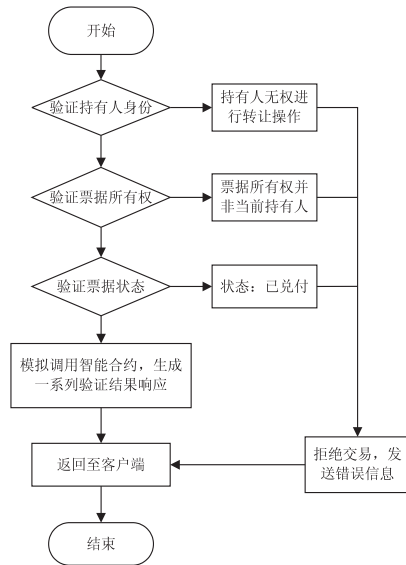 开始
验证持有人身份
持有人无权进
行转让操作
验证票据所有权
票据所有权并
非当前持有人
验证票据状态
状态：已兑付
模拟调用智能合约，生成
一系列验证结果响应
返回至客户端
拒绝交易，发
送错误信息
结束